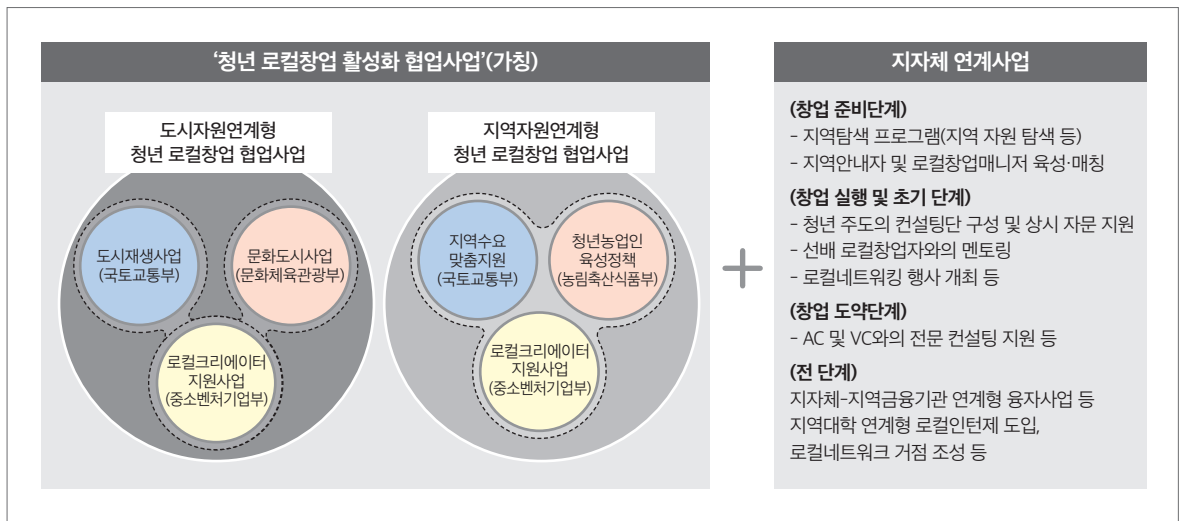 ‘청년 로컬창업 활성화 협업사업’(가칭)
도시자원연계형
청년 로컬창업 협업사업
도시재생사업
(국토교통부)
문화도시사업
(문화체육관광부)
로컬크리에이터
지원사업
(중소벤처기업부)
지역자원연계형
청년 로컬창업 협업사업
지역수요
맞춤지원
(국토교통부)
청년농업인
육성정책
(농림축산식품부)
로컬크리에이터
지원사업
(중소벤처기업부)
+
지자체 연계사업
(창업 준비단계)
- 지역탐색 프로그램(지역 자원 탐색 등)
- 지역안내자 및 로컬창업매니저 육성·매칭
(창업 실행 및 초기 단계)
- 청년 주도의 컨설팅단 구성 및 상시 자문 지원
- 선배 로컬창업자와의 멘토링
- 로컬네트워킹 행사 개최 등
(창업 도약단계)
- AC 및 VC와의 전문 컨설팅 지원 등
(전 단계)
지자체-지역금융기관 연계형 융자사업 등
지역대학 연계형 로컬인턴제 도입,
로컬네트워크 거점 조성 등